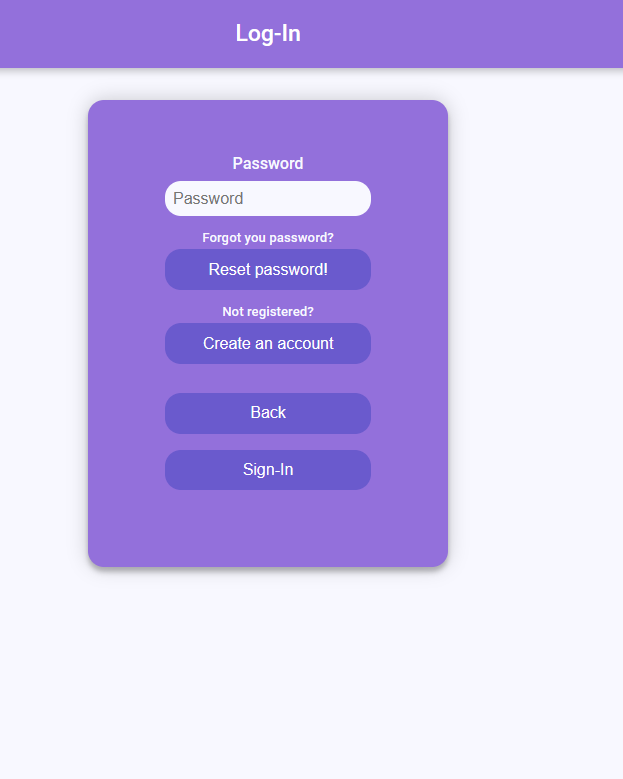 Log-In
Password
Password
Forgot you password?
Reset password!
Not registered?
Create an account
Back
Sign-In